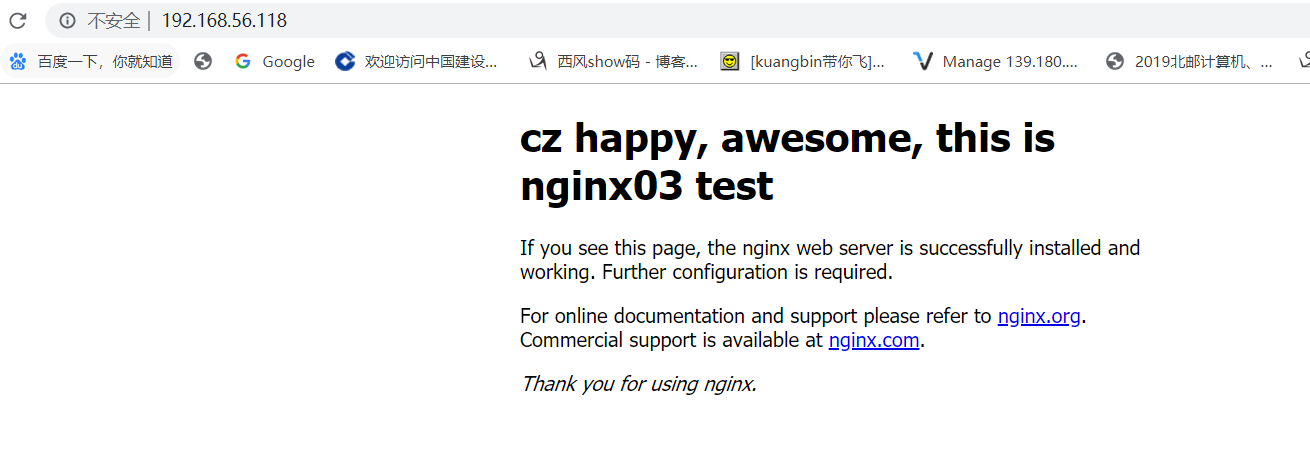 不安全 | 192.168.56.118
百度一下，你就知道 Google 欢迎访问中国建设... 西风show码 - 博客... [kuangbin带你飞]... Manage 139.180.... 2019北邮计算机、...
cz happy, awesome, this is
nginx03 test
If you see this page, the nginx web server is successfully installed and
working. Further configuration is required.
For online documentation and support please refer to nginx.org.
Commercial support is available at nginx.com.
Thank you for using nginx.